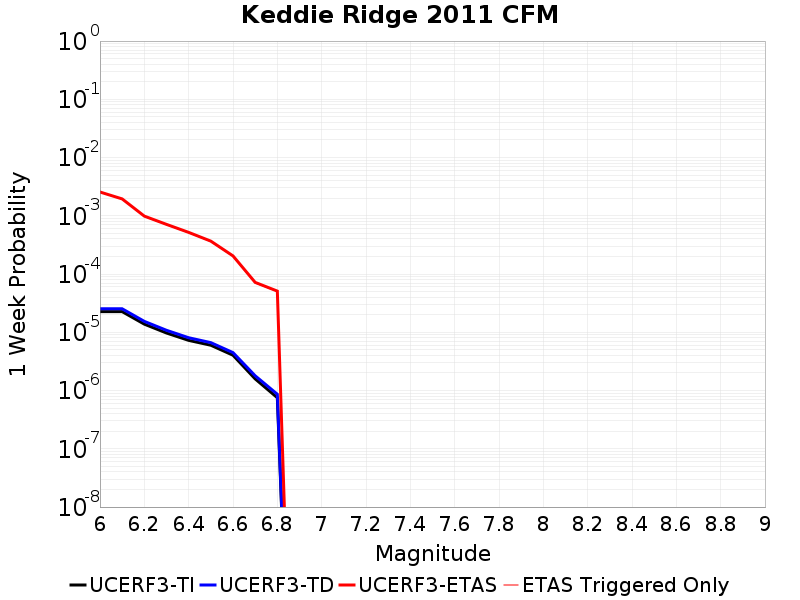 Keddie Ridge 2011 CFM
1 Week Probability
10^0
10^-1
10^-2
10^-3
10^-4
10^-5
10^-6
10^-7
10^-8
6 6.2 6.4 6.6 6.8 7 7.2 7.4 7.6 7.8 8 8.2 8.4 8.6 8.8 9
Magnitude
UCERF3-TI UCERF3-TD UCERF3-ETAS ETAS Triggered Only